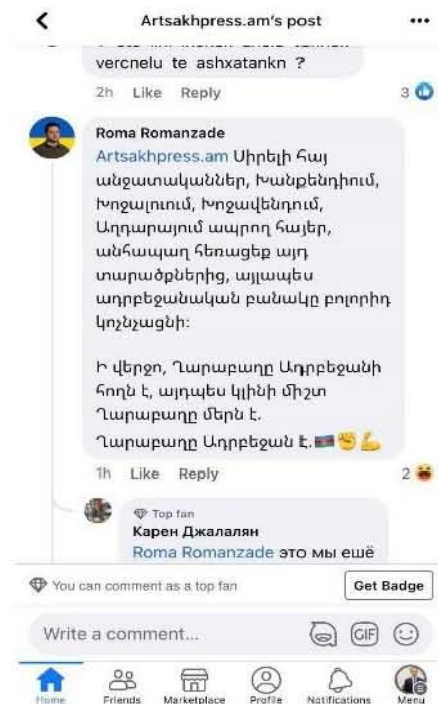 Artsakhpress.am's post
vercnelu te ashxatankn ?
2h Like Reply 3
Roma Romanzade
Artsakhpress.am Սիրելի հայ
անջատականներ, Խանքենդիում,
Խոջալուում, Խոջավենդում,
Աղդարայում ապրող հայեր,
անհապաղ հեռացեք այդ
տարածքներից, այլապես
ադրբեջանական բանակը բոլորիդ
կոչնչացնի:
Ի վերջո, Ղարաբաղը Ադրբեջանի
հողն է, այդպես կլինի միշտ
Ղարաբաղը մերն է.
Ղարաբաղը Ադրբեջան է.🇦🇿✊💪
1h Like Reply 2
Top fan
Карен Джалалян
Roma Romanzade это мы ешё
You can comment as a top fan Get Badge
Write a comment... GIF
Home Friends Marketplace Profile Notifications Menu